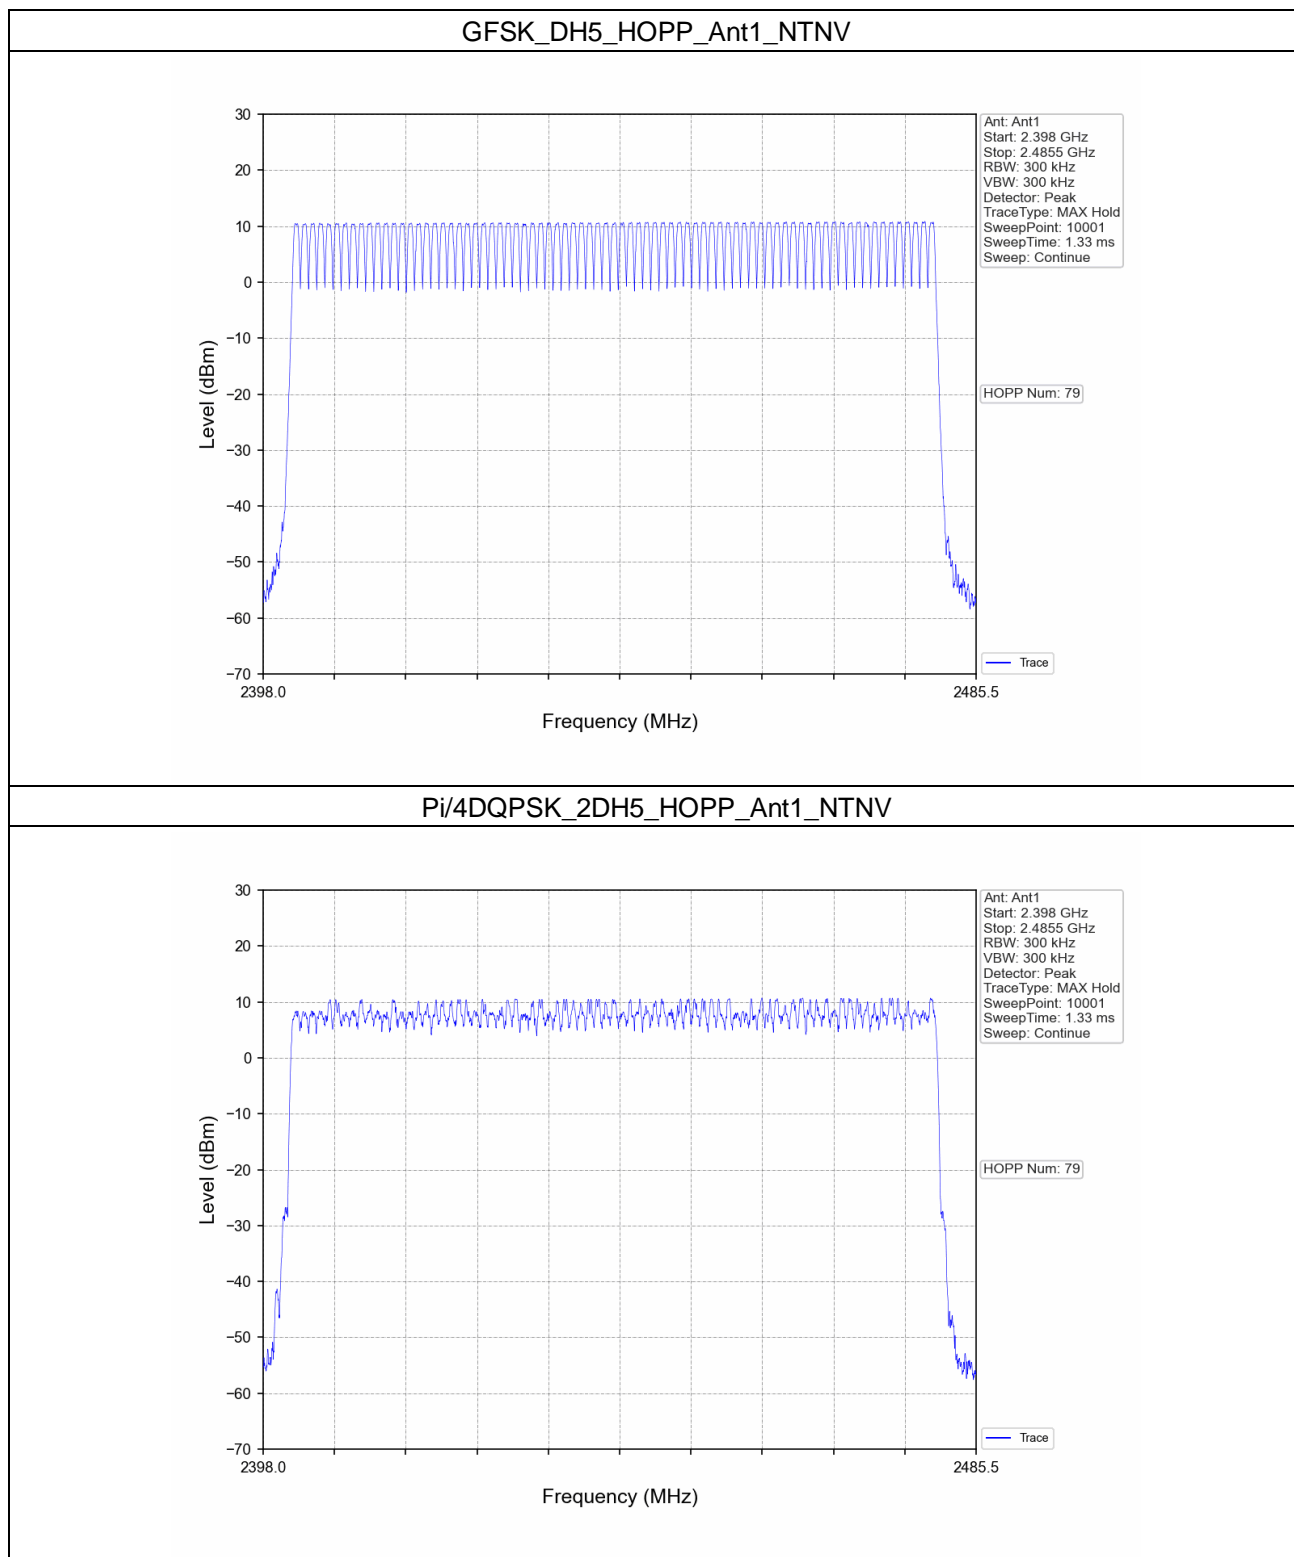 GFSK_DH5_HOPP_Ant1_NTNV
30
20
10
0
−10
−20
−30
−40
−50
−60
−70
Level (dBm)
2398.0
2485.5
Frequency (MHz)
Ant: Ant1
Start: 2.398 GHz
Stop: 2.4855 GHz
RBW: 300 kHz
VBW: 300 kHz
Detector: Peak
TraceType: MAX Hold
SweepPoint: 10001
SweepTime: 1.33 ms
Sweep: Continue
HOPP Num: 79
Trace
Pi/4DQPSK_2DH5_HOPP_Ant1_NTNV
30
20
10
0
−10
−20
−30
−40
−50
−60
−70
Level (dBm)
2398.0
2485.5
Frequency (MHz)
Ant: Ant1
Start: 2.398 GHz
Stop: 2.4855 GHz
RBW: 300 kHz
VBW: 300 kHz
Detector: Peak
TraceType: MAX Hold
SweepPoint: 10001
SweepTime: 1.33 ms
Sweep: Continue
HOPP Num: 79
Trace